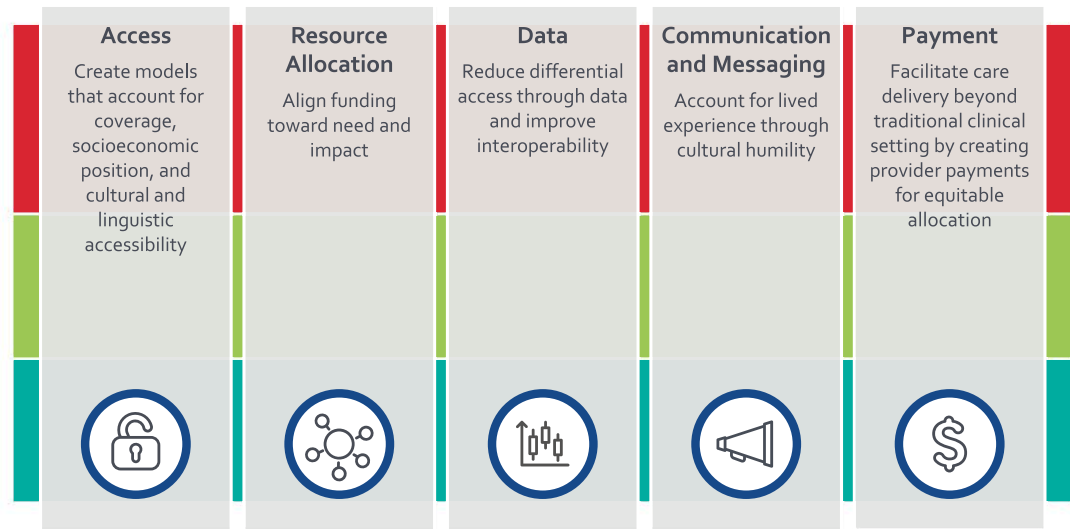 Access
Create models
that account for
coverage,
socioeconomic
position, and
cultural and
linguistic
accessibility
Resource
Allocation
Align funding
toward need and
impact
Data
Reduce differential
access through data
and improve
interoperability
Communication
and Messaging
Account for lived
experience through
cultural humility
Payment
Facilitate care
delivery beyond
traditional clinical
setting by creating
provider payments
for equitable
allocation